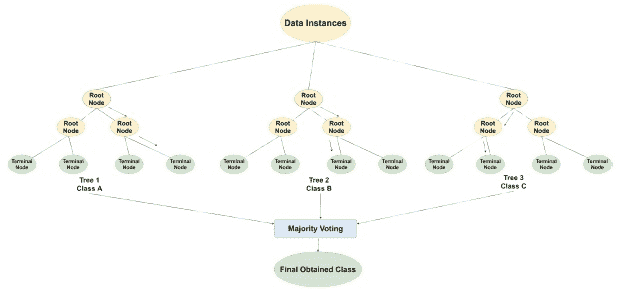 Data Instances
Root
Node
Root
Node
Root
Node
Root
Node
Root
Node
Root
Node
Root
Node
Root
Node
Root
Node
Terminal
Node
Terminal
Node
Terminal
Node
Terminal
Node
Terminal
Node
Terminal
Node
Terminal
Node
Terminal
Node
Terminal
Node
Terminal
Node
Terminal
Node
Terminal
Node
Tree 1
Class A
Tree 2
Class B
Tree 3
Class C
Majority Voting
Final Obtained Class